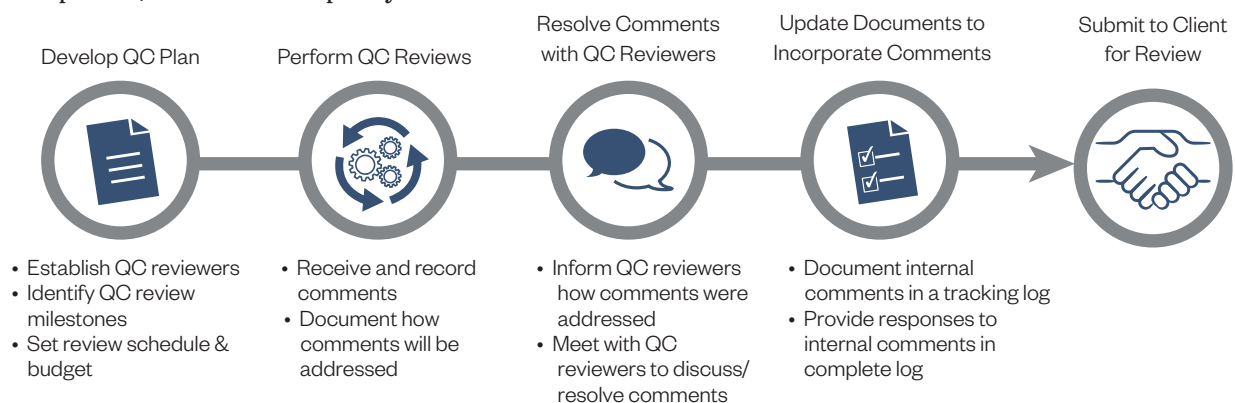 Develop QC Plan
• Establish QC reviewers
• Identify QC review
milestones
• Set review schedule &
budget
Perform QC Reviews
• Receive and record
comments
• Document how
comments will be
addressed
Resolve Comments
with QC Reviewers
• Inform QC reviewers
how comments were
addressed
• Meet with QC
reviewers to discuss/
resolve comments
Update Documents to
Incorporate Comments
• Document internal
comments in a tracking log
• Provide responses to
internal comments in
complete log
Submit to Client
for Review